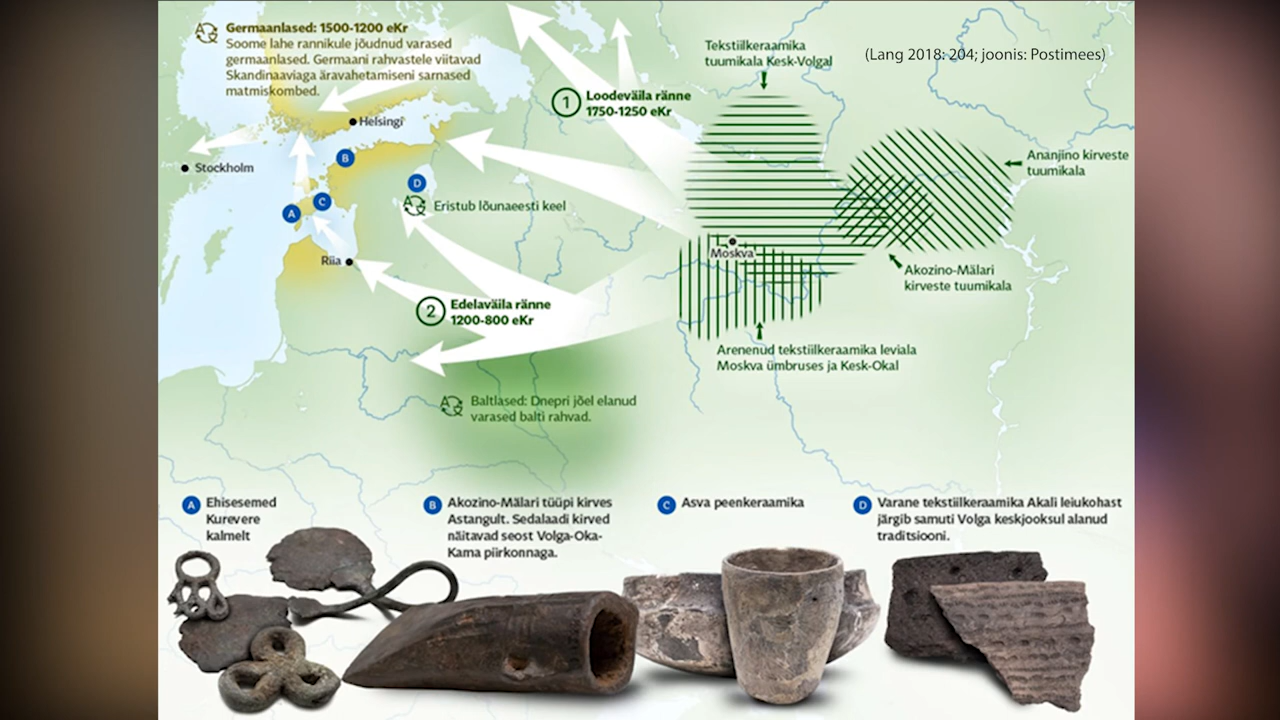 Germaanlased: 1500-1200 eKr
Soome lahe rannikule jõudnud varased
germaanlased. Germaani rahvastele viitavad
Skandinaaviaga äravahetamiseni sarnased
matmiskombed.
Tekstiilkeraamika
tuumikala Kesk-Volgal
(Lang 2018: 204; joonis: Postimees)
1
Loodeväila ränne
1750-1250 eKr
Helsingi
Stockholm
B
D
Ananjino kirveste
tuumikala
Eristub lõunaeesti keel
A
C
Riia
Moskva
Akozino-Mälari
kirveste tuumikala
2
Edelaväila ränne
1200-800 eKr
Arenenud tekstiilkeraamika leviala
Moskva ümbruses ja Kesk-Okal
Baltlased: Dnepri jõel elanud
varased balti rahvad.
A
Ehisesemed
Kurevere
kalmelt
B
Akozino-Mälari tüüpi kirves
Astangult. Sedalaadi kirved
näitavad seost Volga-Oka-
Kama piirkonnaga.
C
Asva peenkeraamika
D
Varane tekstiilkeraamika Akali leiukohast
järgib samuti Volga keskjooksul alanud
traditsiooni.